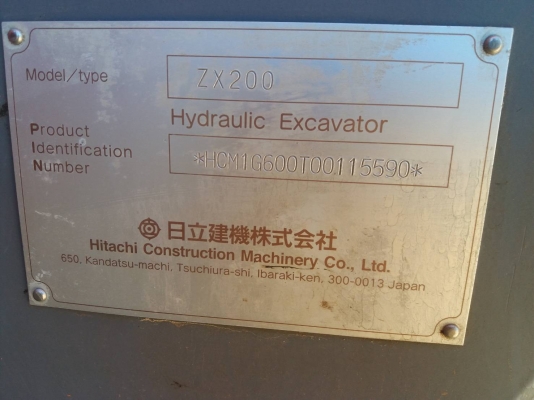 Model/type ZX200
Hydraulic Excavator
Product
Identification
Number
*HCM1G600T00115590*
日立建機株式会社
Hitachi Construction Machinery Co., Ltd.
650, Kandatsu-machi, Tsuchiura-shi, Ibaraki-ken, 300-0013 Japan